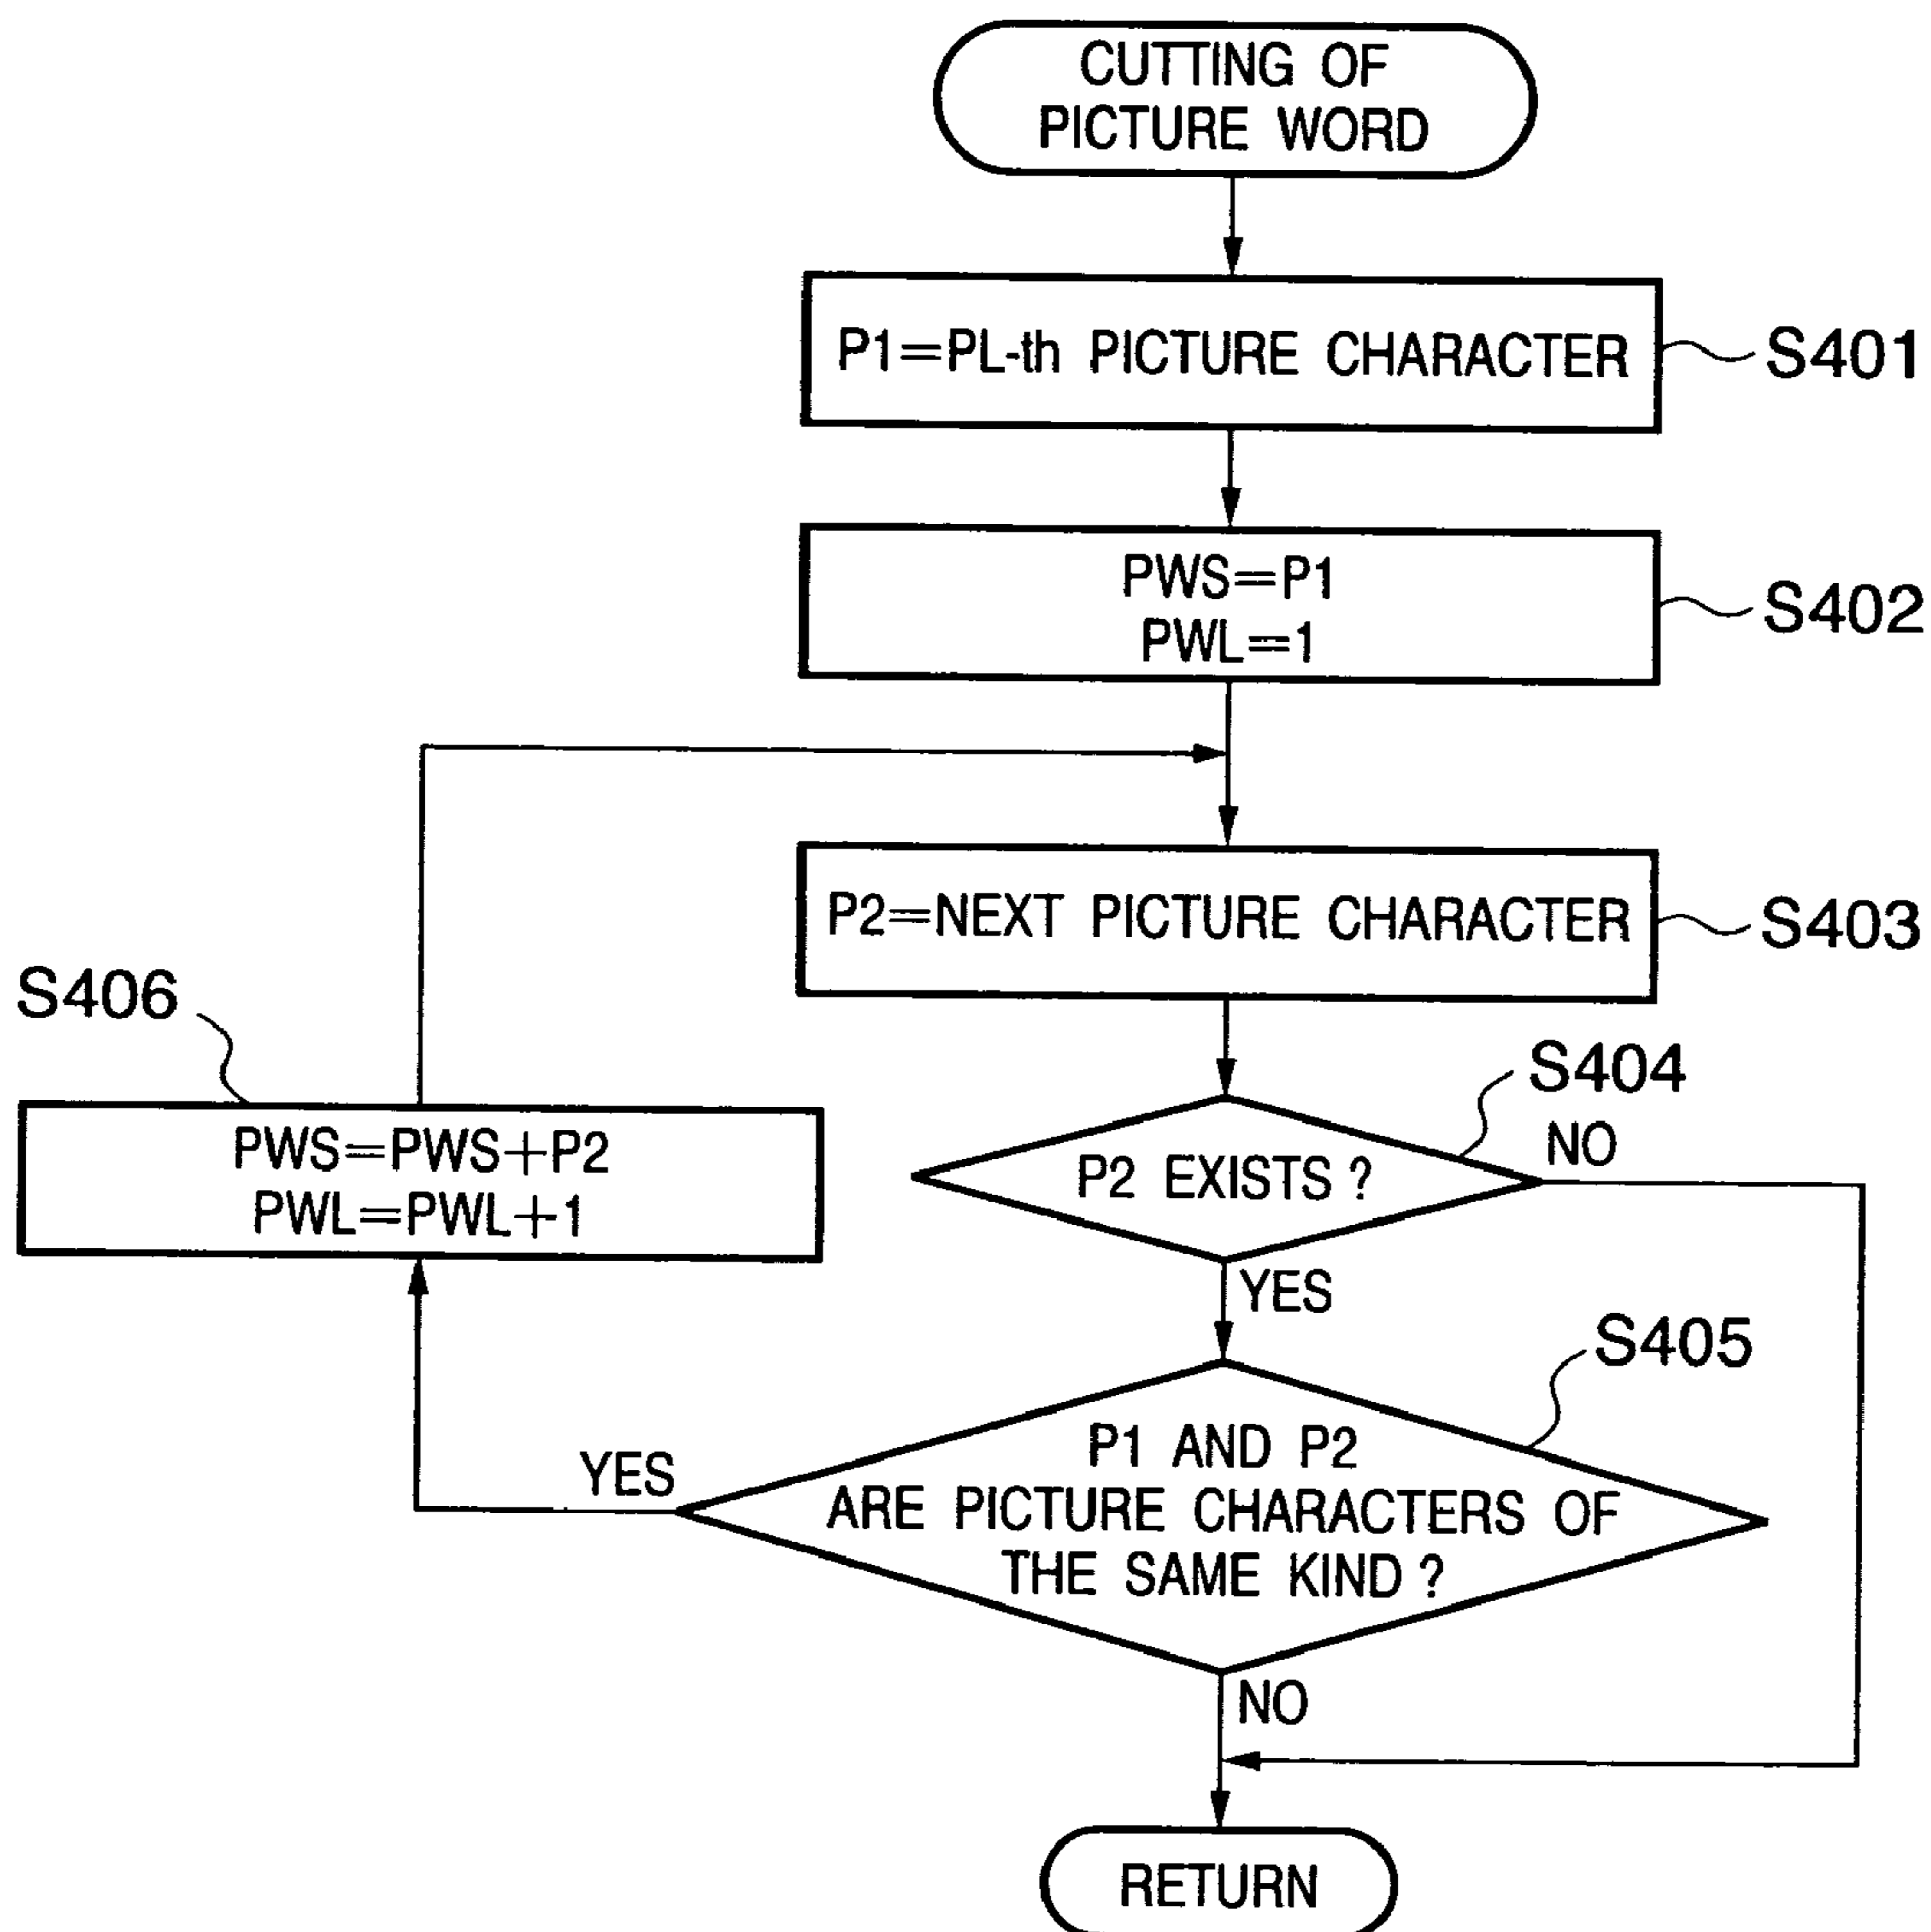 CUTTING OF
PICTURE WORD
P1=PL-th PICTURE CHARACTER
S401
PWS=P1
PWL=1
S402
P2=NEXT PICTURE CHARACTER
S403
S406
PWS=PWS+P2
PWL=PWL+1
S404
P2 EXISTS ?
NO
YES
S405
P1 AND P2
ARE PICTURE CHARACTERS OF
THE SAME KIND ?
YES
NO
RETURN